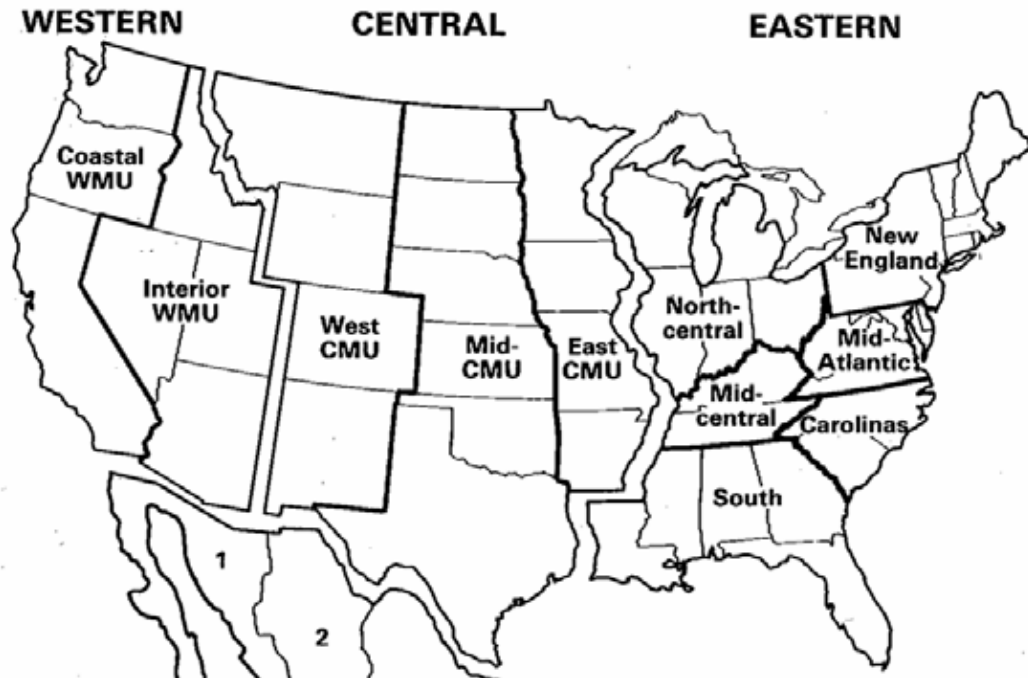 WESTERN
CENTRAL
EASTERN
Coastal
WMU
Interior
WMU
West
CMU
Mid-
CMU
East
CMU
North-
central
New
England
Mid-
Atlantic
Mid-
central
Carolinas
South
1
2